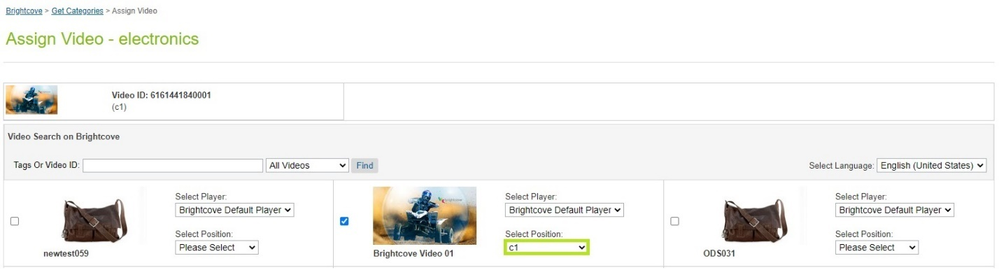 Brightcove > Get Categories > Assign Video
Assign Video - electronics
Video ID: 6161441840001
(c1)
Video Search on Brightcove
Tags Or Video ID:
All Videos
Find
Select Language:
English (United States)
Select Player:
Brightcove Default Player
Select Position:
Please Select
newtest059
brightcove
Select Player:
Brightcove Default Player
Select Position:
c1
Brightcove Video 01
Select Player:
Brightcove Default Player
Select Position:
Please Select
ODS031